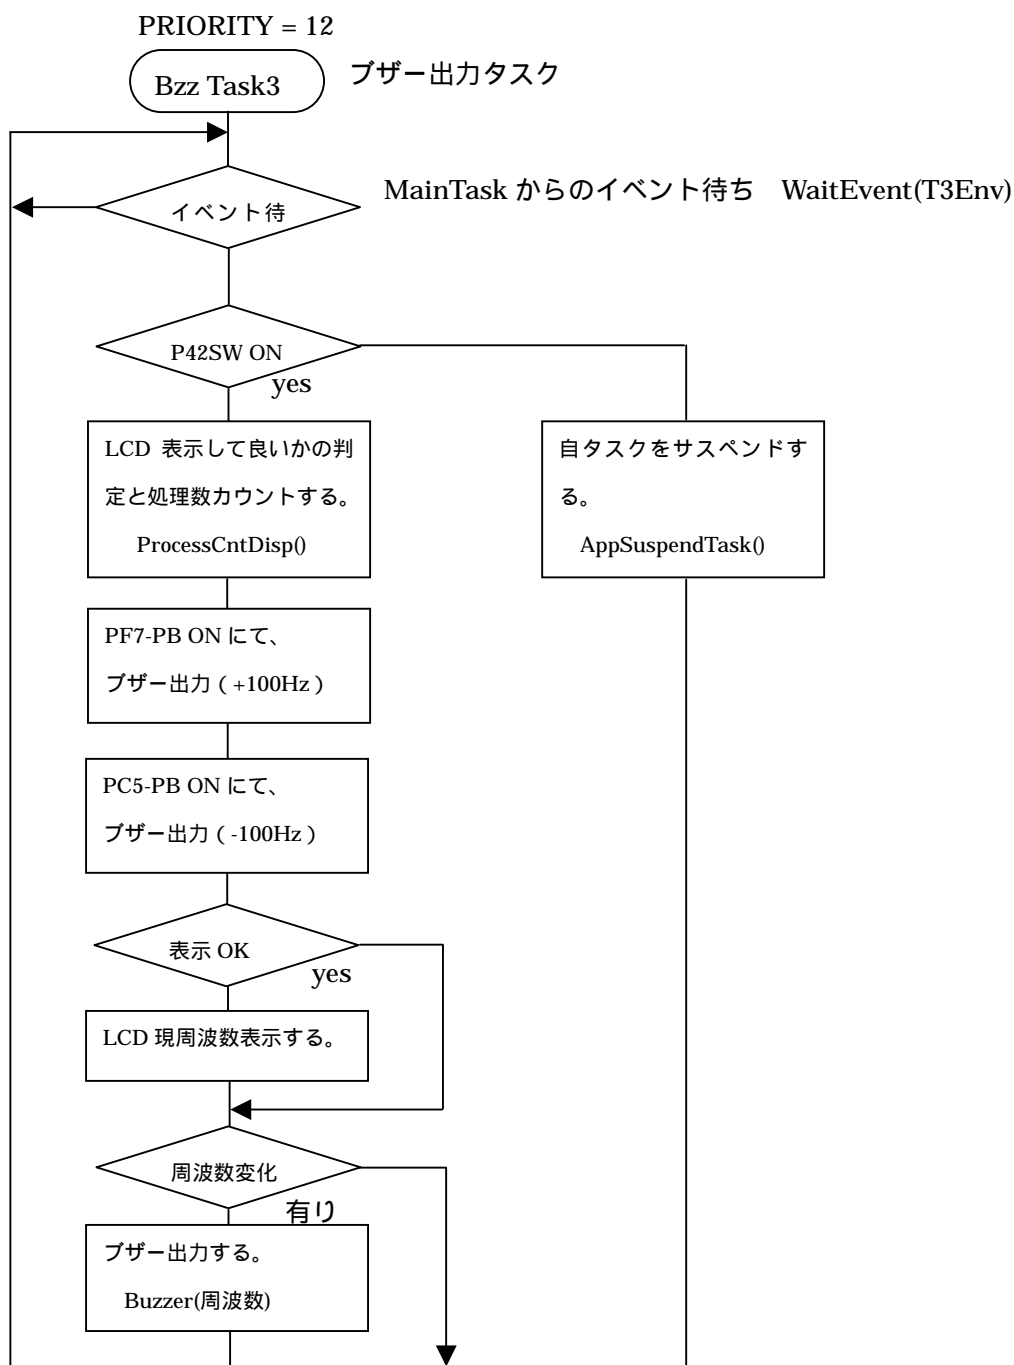 PRIORITY = 12
Bzz Task3
ブザー出力タスク
MainTask からのイベント待ち　WaitEvent(T3Env)
イベント待
P42SW ON
yes
LCD 表示して良いかの判
定と処理数カウントする。
ProcessCntDisp()
自タスクをサスペンドす
る。
AppSuspendTask()
PF7-PB ON にて、
ブザー出力（+100Hz）
PC5-PB ON にて、
ブザー出力（-100Hz）
表示 OK
yes
LCD 現周波数表示する。
周波数変化
有り
ブザー出力する。
Buzzer(周波数)